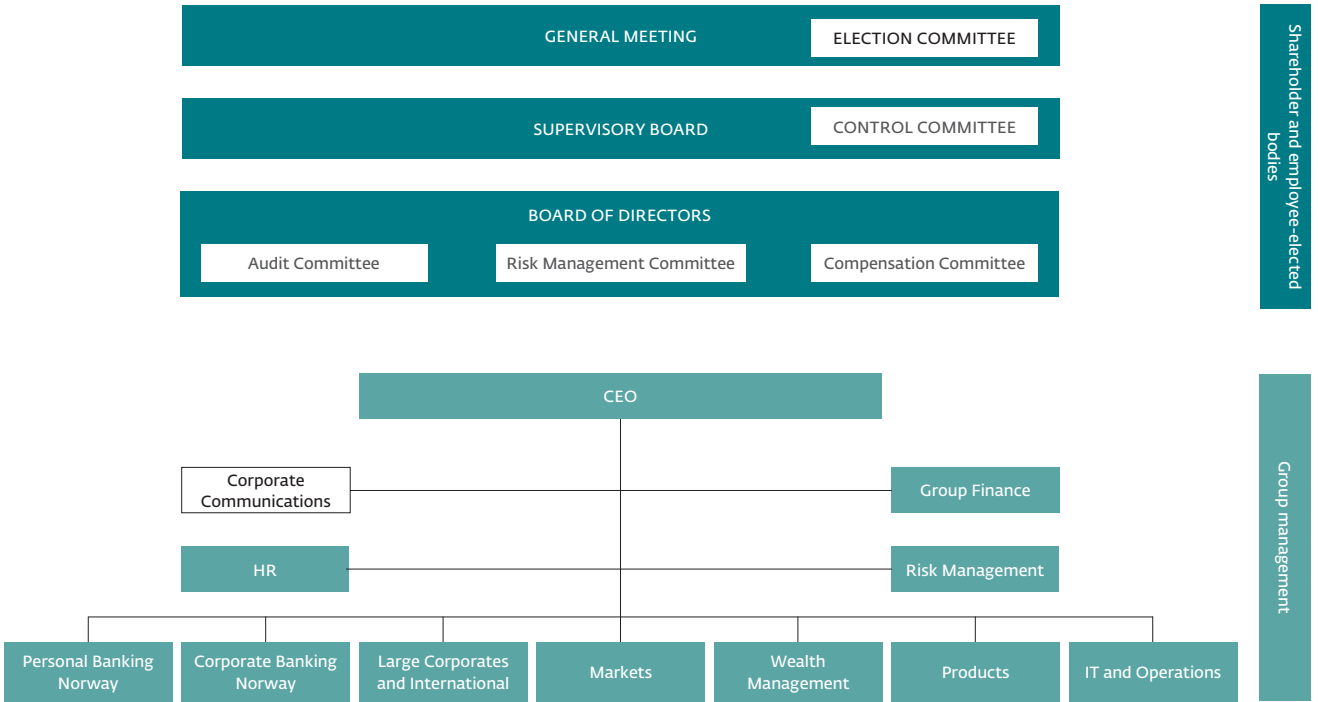 GENERAL MEETING
ELECTION COMMITTEE
SUPERVISORY BOARD
CONTROL COMMITTEE
BOARD OF DIRECTORS
Audit Committee
Risk Management Committee
Compensation Committee
Shareholder and employee-elected
bodies
CEO
Corporate
Communications
Group Finance
HR
Risk Management
Personal Banking
Norway
Corporate Banking
Norway
Large Corporates
and International
Markets
Wealth
Management
Products
IT and Operations
Group management